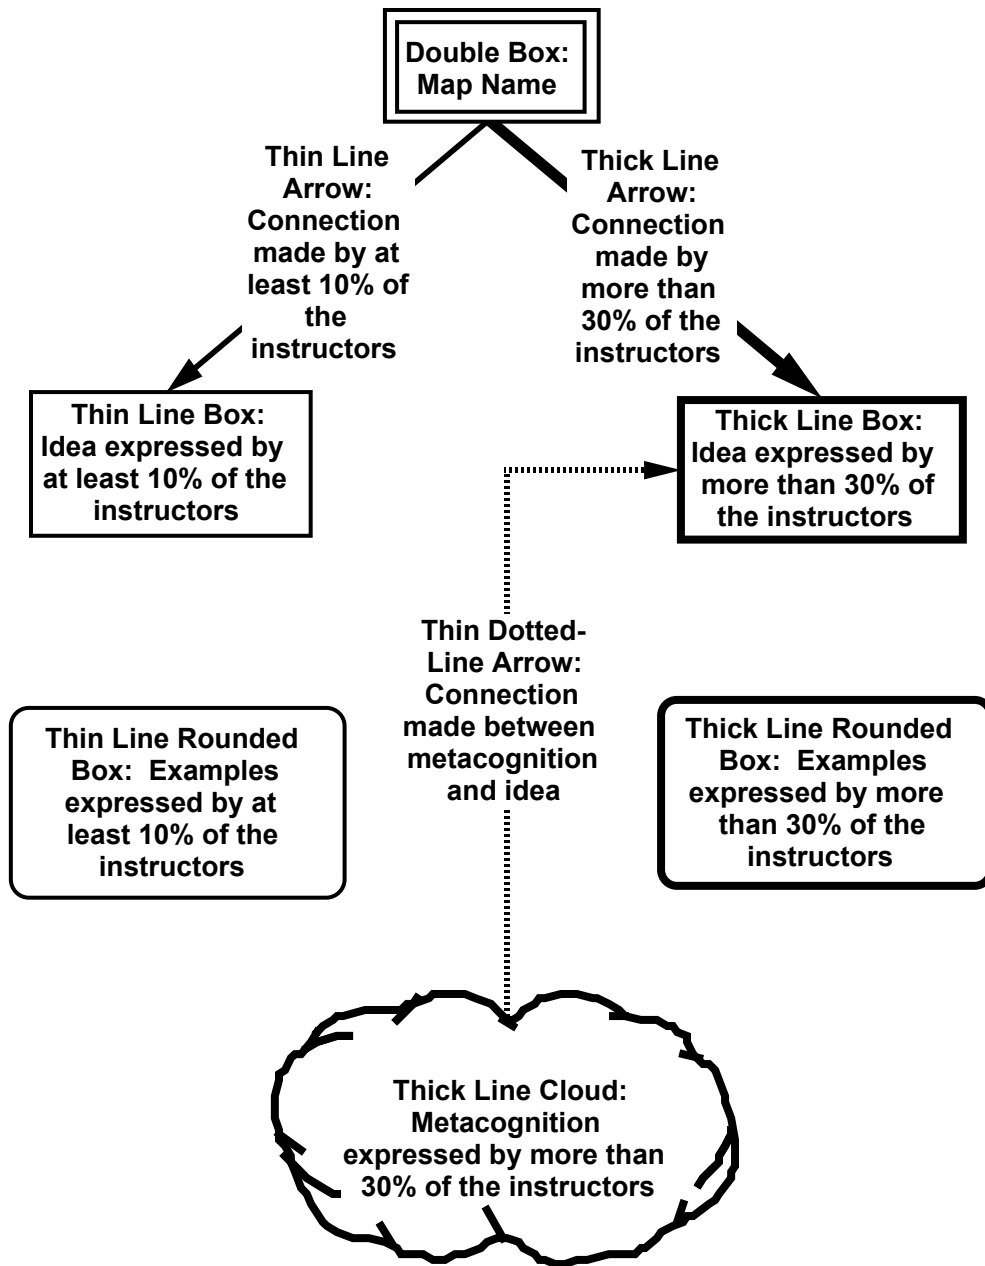 Double Box:
Map Name
Thin Line
Arrow:
Connection
made by at
least 10% of
the
instructors
Thick Line
Arrow:
Connection
made by
more than
30% of the
instructors
Thin Line Box:
Idea expressed by
at least 10% of the
instructors
Thick Line Box:
Idea expressed by
more than 30% of
the instructors
Thin Dotted-
Line Arrow:
Connection
made between
metacognition
and idea
Thin Line Rounded
Box:  Examples
expressed by at
least 10% of the
instructors
Thick Line Rounded
Box:  Examples
expressed by more
than 30% of the
instructors
Thick Line Cloud:
Metacognition
expressed by more than
30% of the instructors